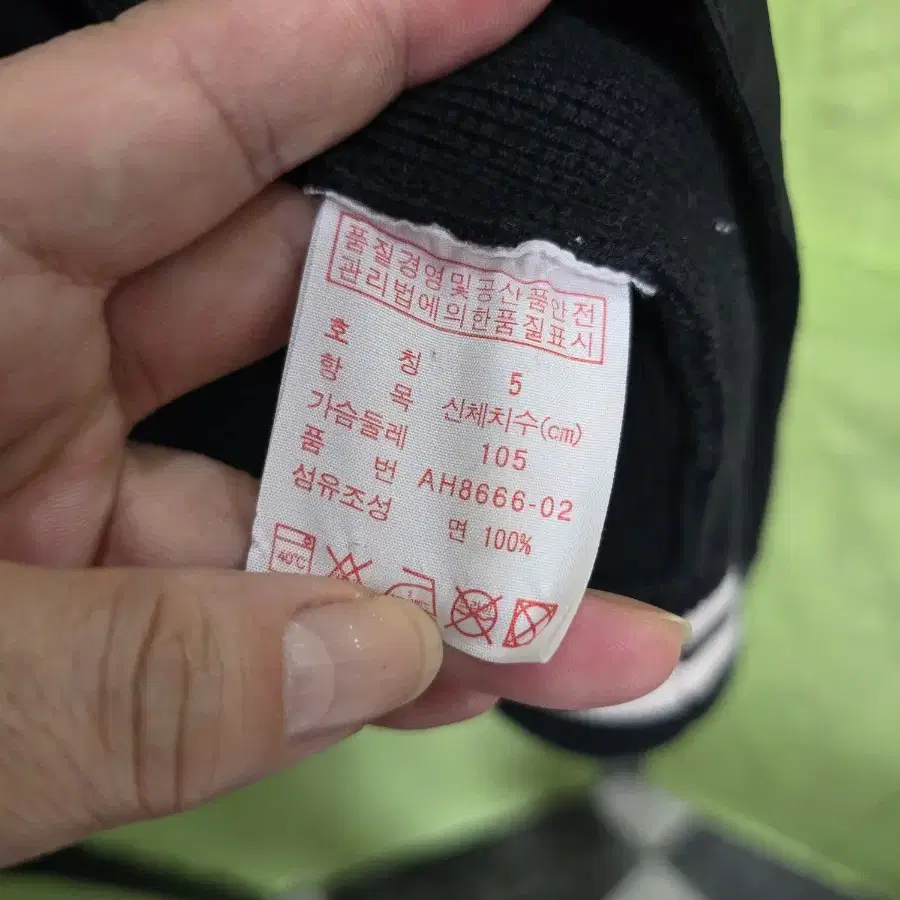 품질경영및공산품안전
관리법에의한품질표시
호 칭 5
항 목 신체치수(cm)
가슴둘레 105
품 번 AH8666-02
섬유조성 면 100%
40℃